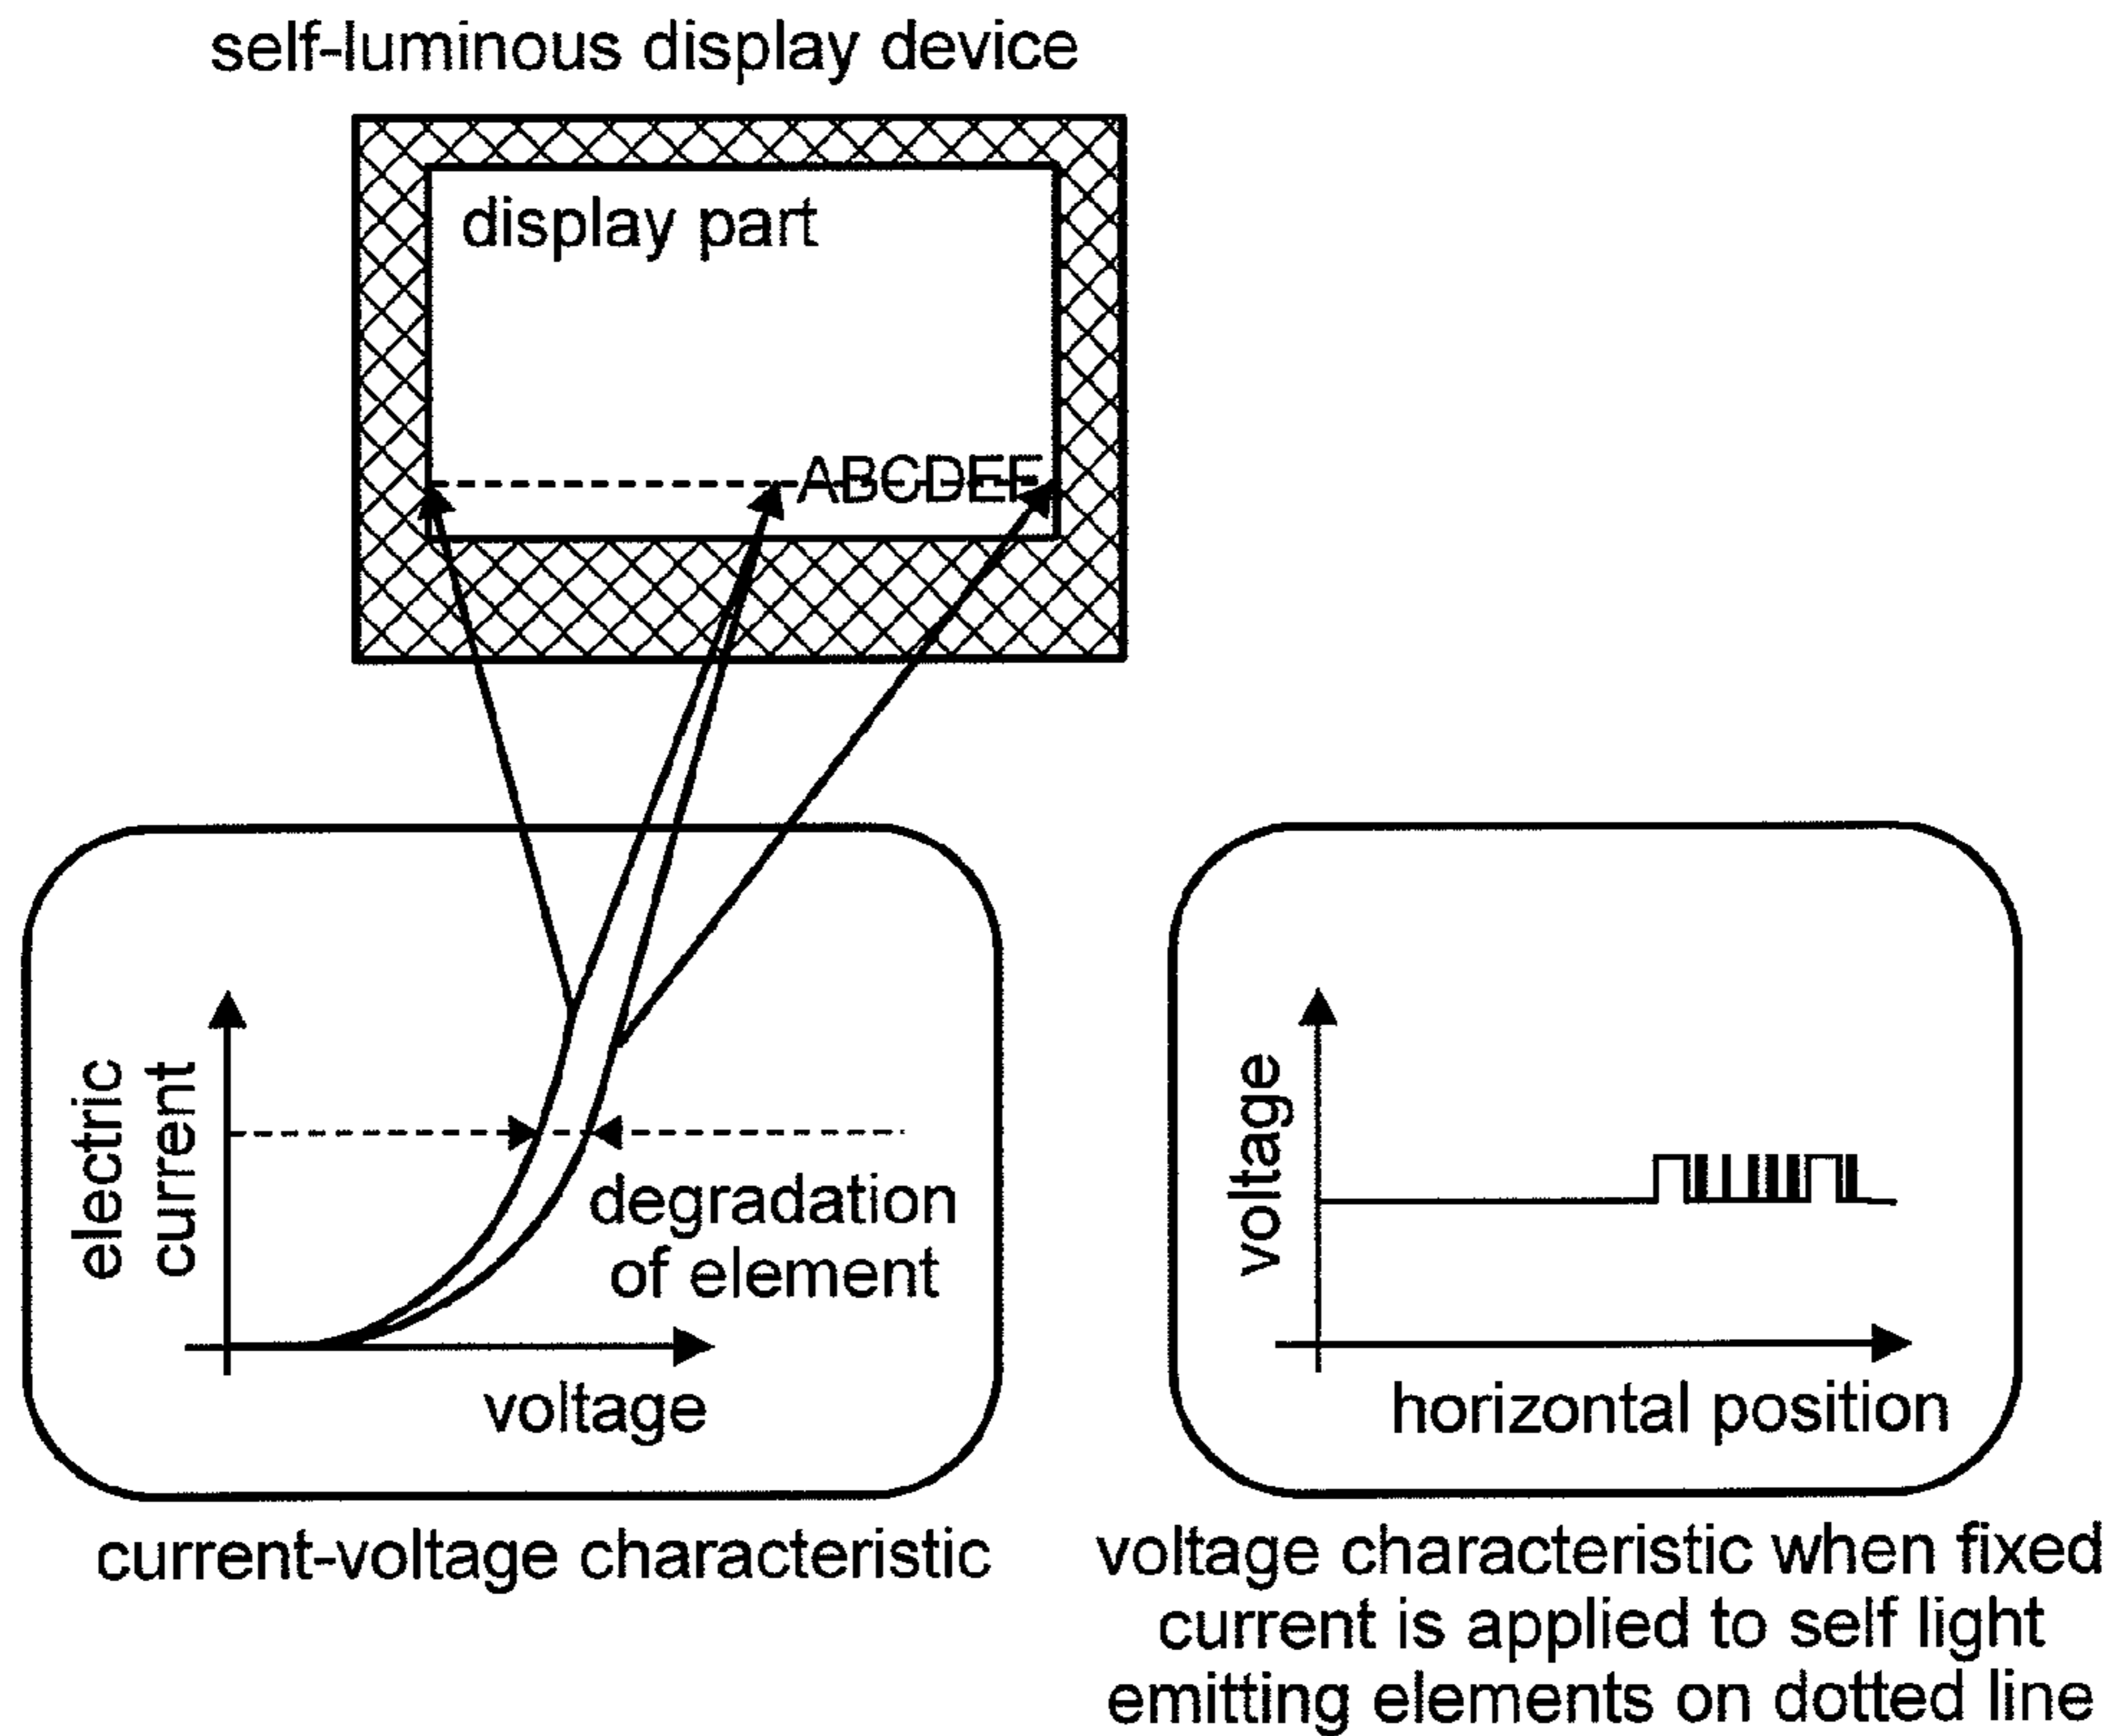 self-luminous display device
display part
ABCDEF
electric
current
degradation
of element
voltage
current-voltage characteristic
voltage
horizontal position
voltage characteristic when fixed
current is applied to self light
emitting elements on dotted line